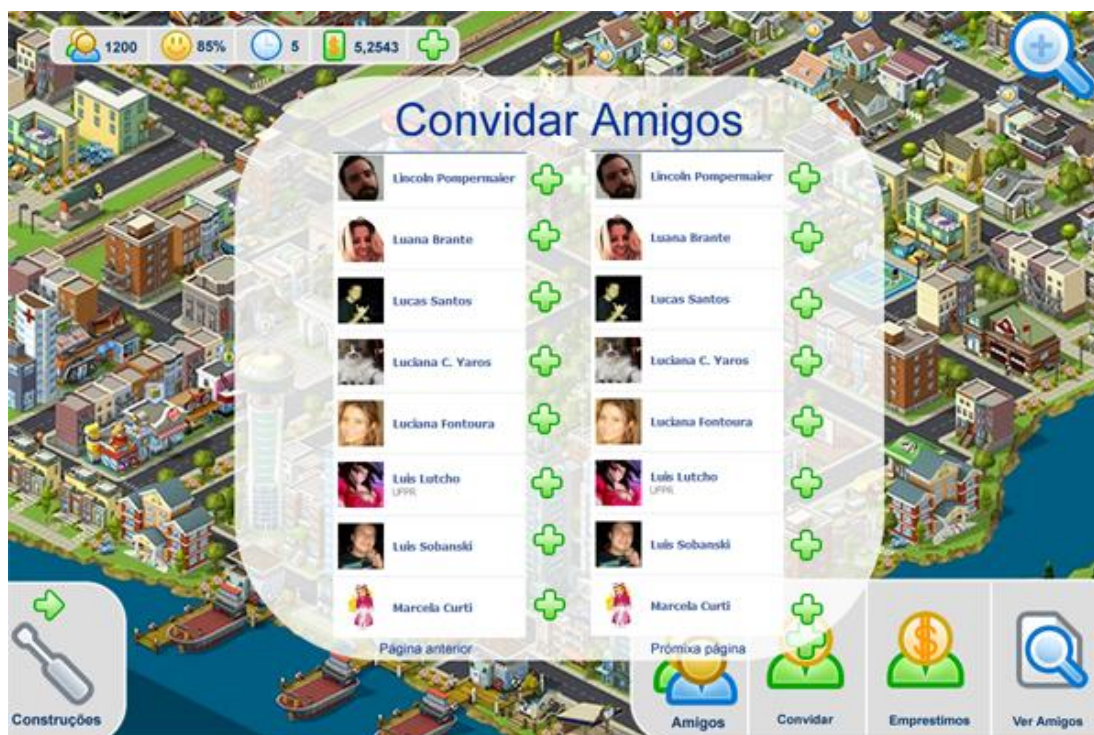 1200 85% 5 5,2543
Convidar Amigos
Lincoln Pompermaier
Luana Brante
Lucas Santos
Luciana C. Yaros
Luciana Fontoura
Luis Lutcho
UFPR
Luis Sobanski
Marcela Curti
Página anterior
Lincoln Pompermaier
Luana Brante
Lucas Santos
Luciana C. Yaros
Luciana Fontoura
Luis Lutcho
UFPR
Luis Sobanski
Marcela Curti
Prómixa página
Construções
Amigos
Convidar
Emprestimos
Ver Amigos